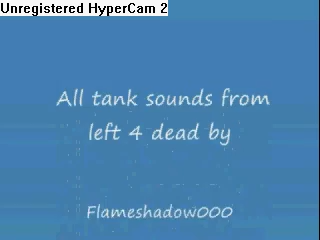 Unregistered HyperCam 2
All tank sounds from
left 4 dead by
Flameshadow000